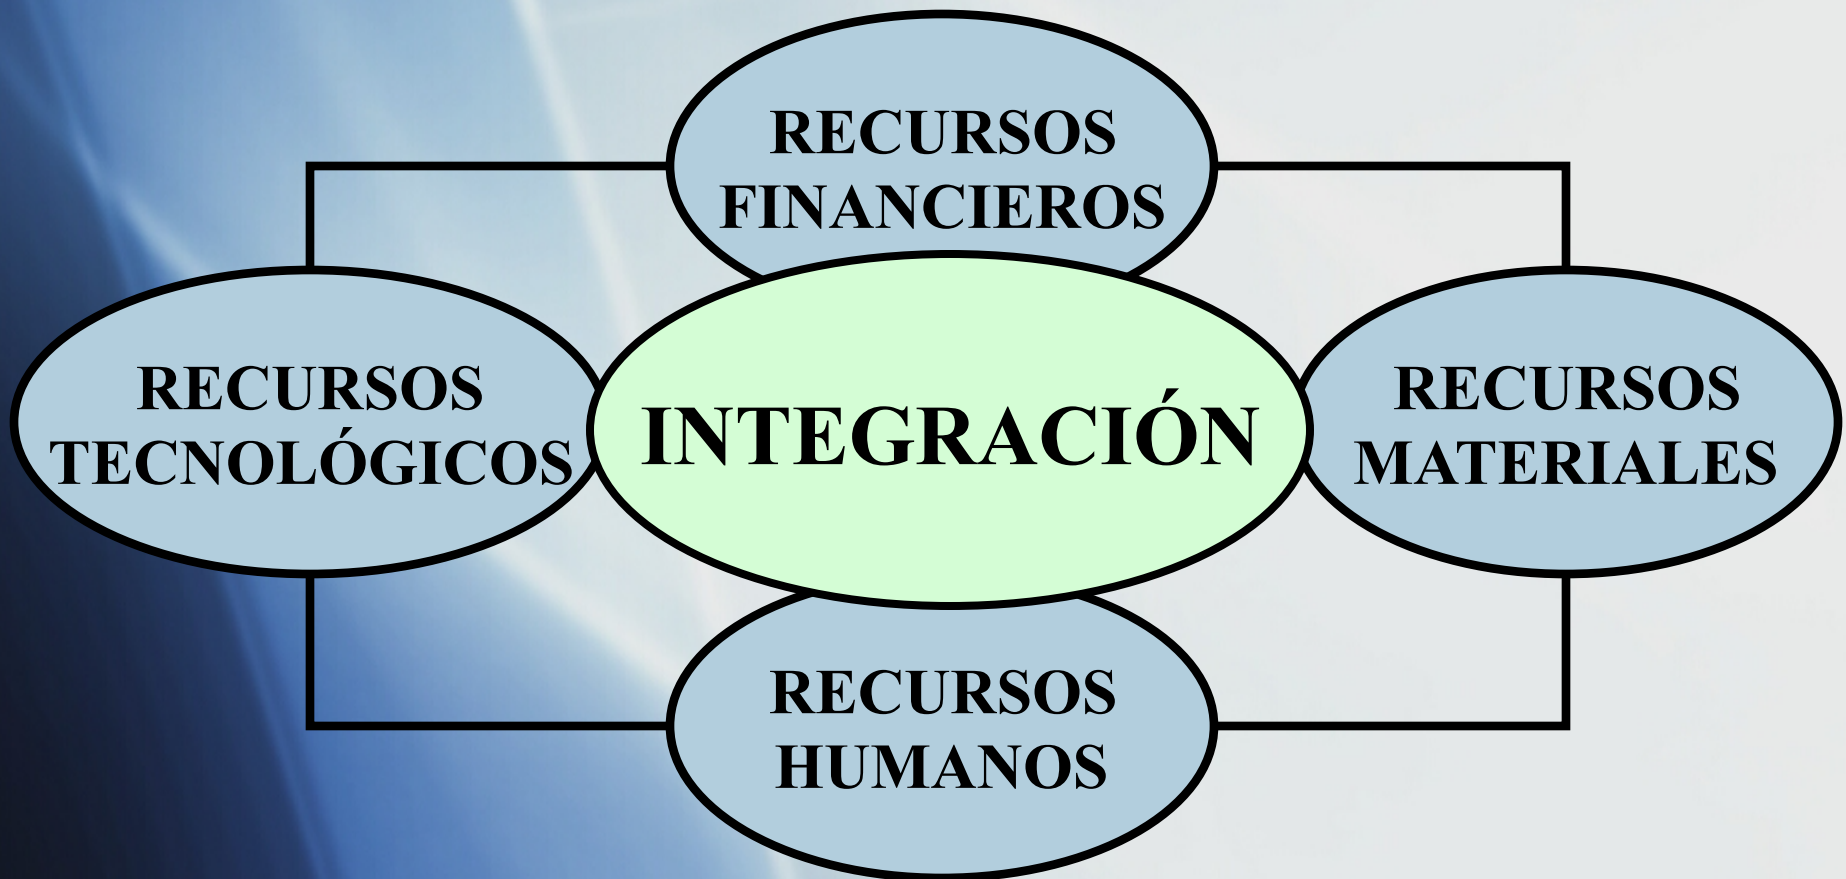 RECURSOS
FINANCIEROS
RECURSOS
TECNOLÓGICOS
INTEGRACIÓN
RECURSOS
MATERIALES
RECURSOS
HUMANOS